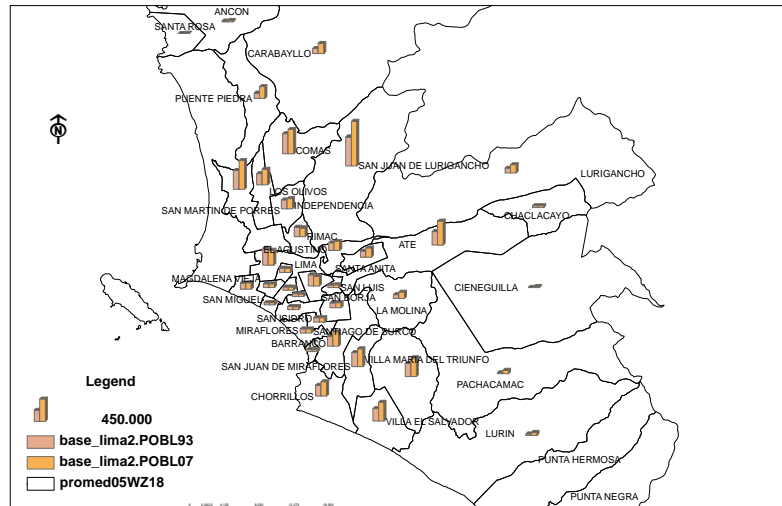 ANCON
SANTA ROSA
CARABAYLLO
PUENTE PIEDRA
N
COMAS
SAN JUAN DE LURIGANCHO
LURIGANCHO
LOS OLIVOS
INDEPENDENCIA
SAN MARTIN DE PORRES
CHACLACAYO
RIMAC
ATE
EL AGUSTINO
LIMA
SANTA ANITA
MAGDALENA VIEJA
SAN LUIS
CIENEGUILLA
SAN MIGUEL
SAN BORJA
LA MOLINA
SAN ISIDRO
MIRAFLORES
SANTIAGO DE SURCO
BARRANCO
VILLA MARIA DEL TRIUNFO
SAN JUAN DE MIRAFLORES
PACHACAMAC
CHORRILLOS
VILLA EL SALVADOR
LURIN
PUNTA HERMOSA
PUNTA NEGRA
Legend
450.000
base_lima2.POBL93
base_lima2.POBL07
promed05WZ18